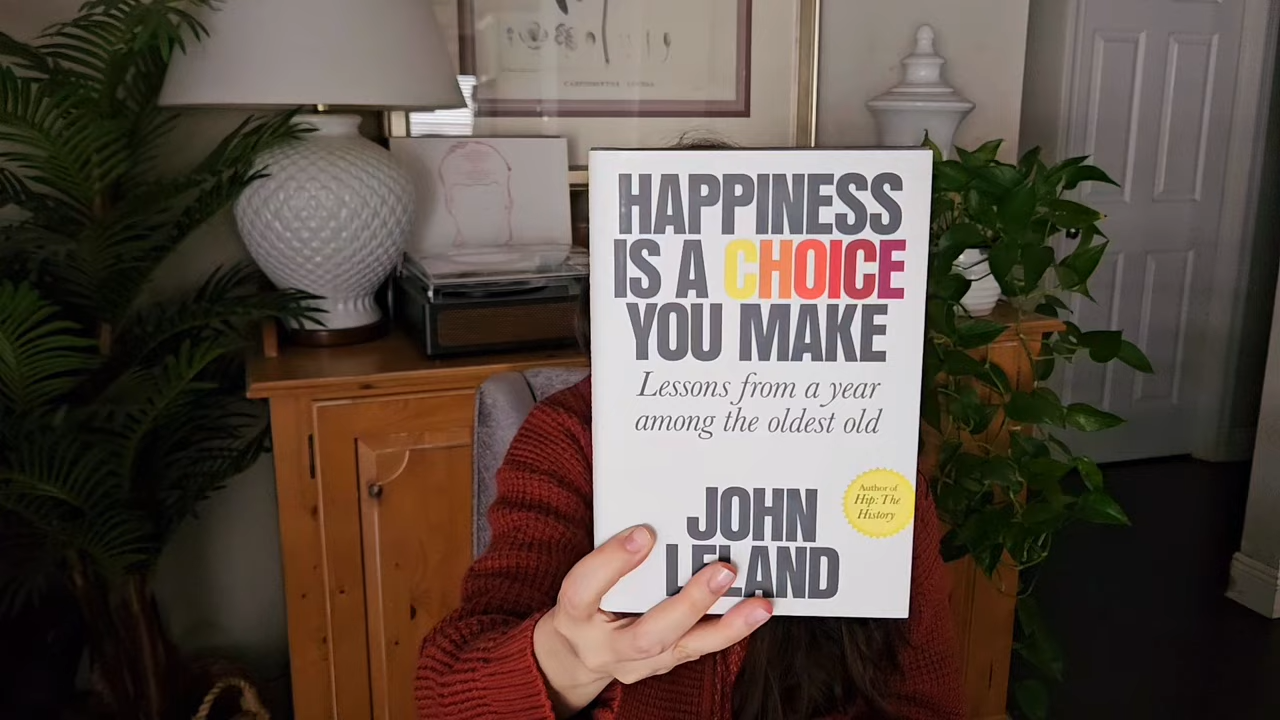 HAPPINESS
IS A CHOICE
YOU MAKE
Lessons from a year
among the oldest old
Author of
Hip: The
History
JOHN
LELAND